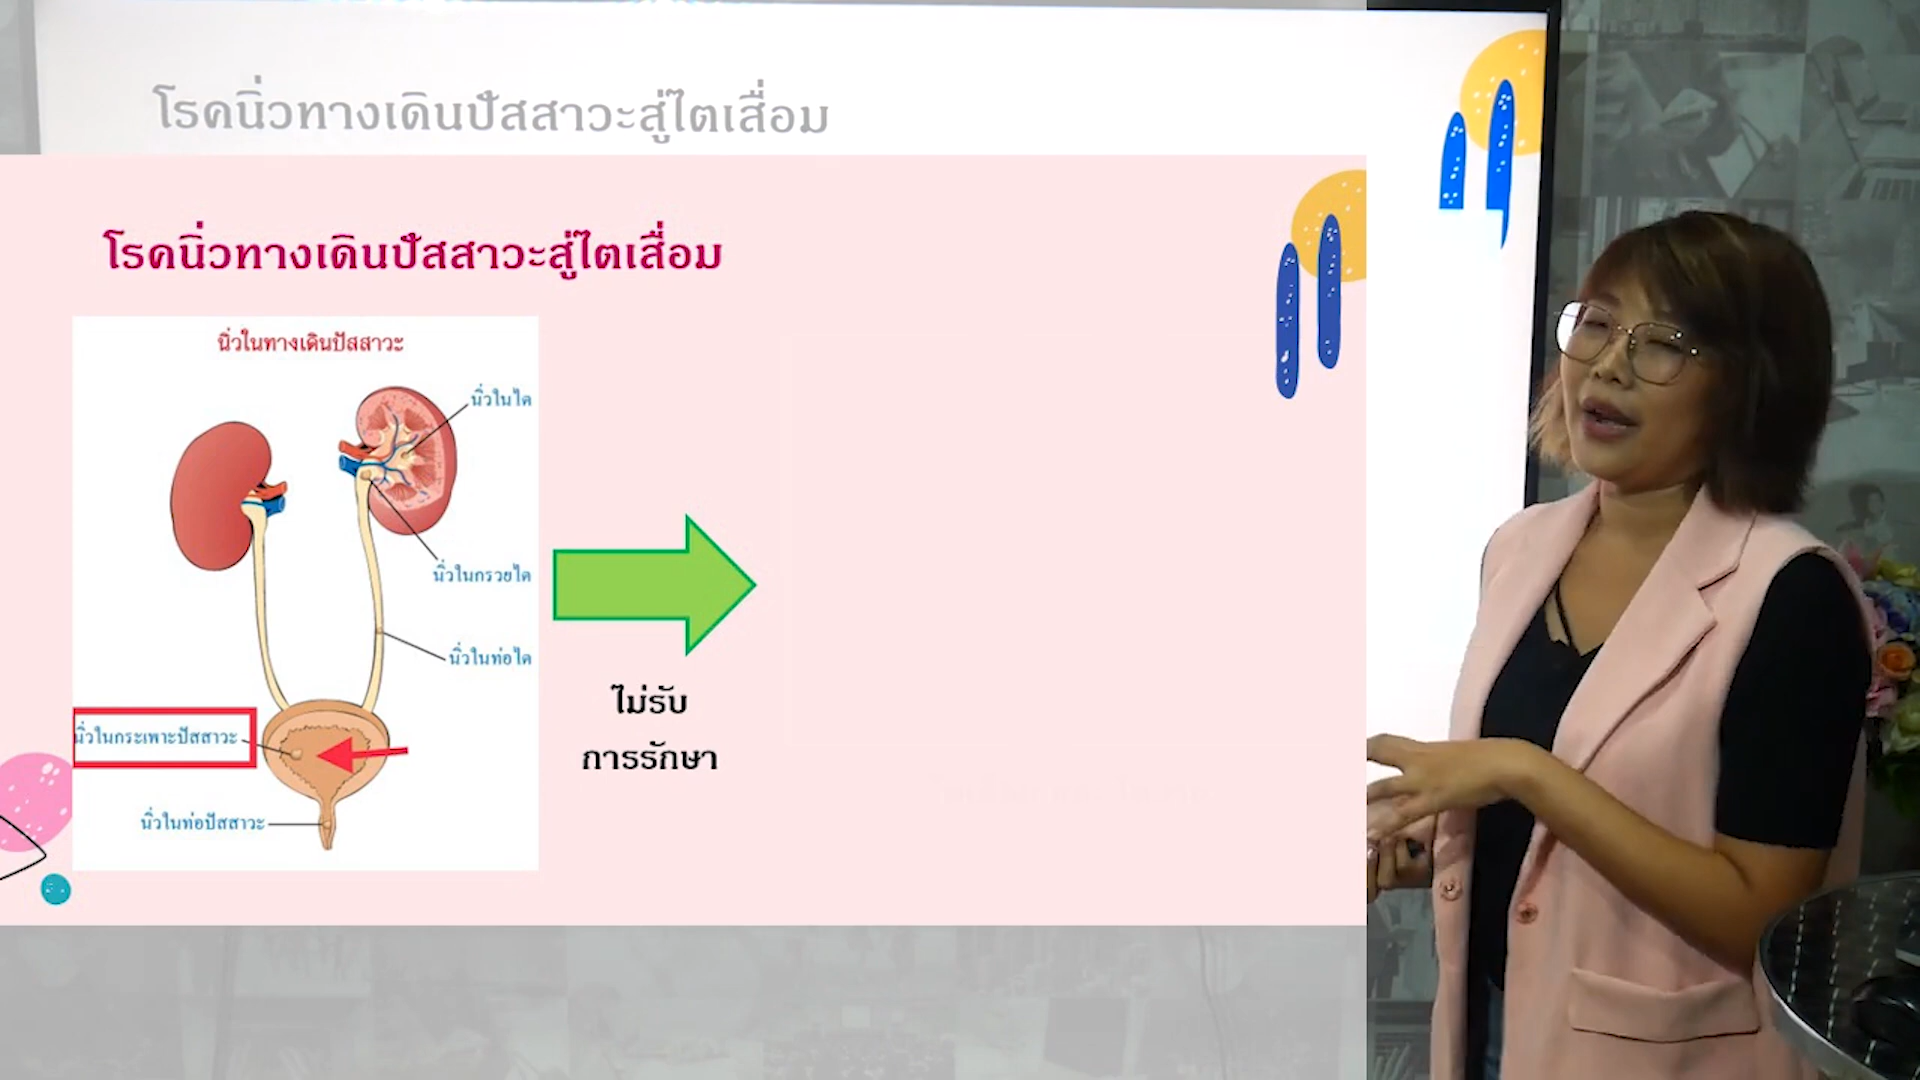 โรคนิ่วทางเดินปัสสาวะสู่ไตเสื่อม
โรคนิ่วทางเดินปัสสาวะสู่ไตเสื่อม
นิ่วในทางเดินปัสสาวะ
นิ่วในไต
นิ่วในกรวยไต
นิ่วในท่อไต
นิ่วในกระเพาะปัสสาวะ
นิ่วในท่อปัสสาวะ
ไม่รับ
การรักษา